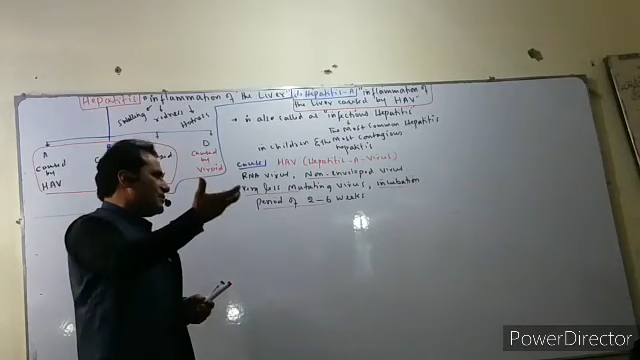 Hepatitis "inflammation of the Liver"
Swelling redness Hotness
A
caused
by
HAV
D
caused
by
Viroid
Hepatitis-A "inflammation of
the Liver caused by HAV"
is also called as "infectious Hepatitis"
the Most Common Hepatitis
in children & the Most Contagious
hepatitis
HAV (Hepatitis-A-Virus)
RNA virus, Non-enveloped virus
less Mutating virus, incubation
period of 2-6 weeks
PowerDirector